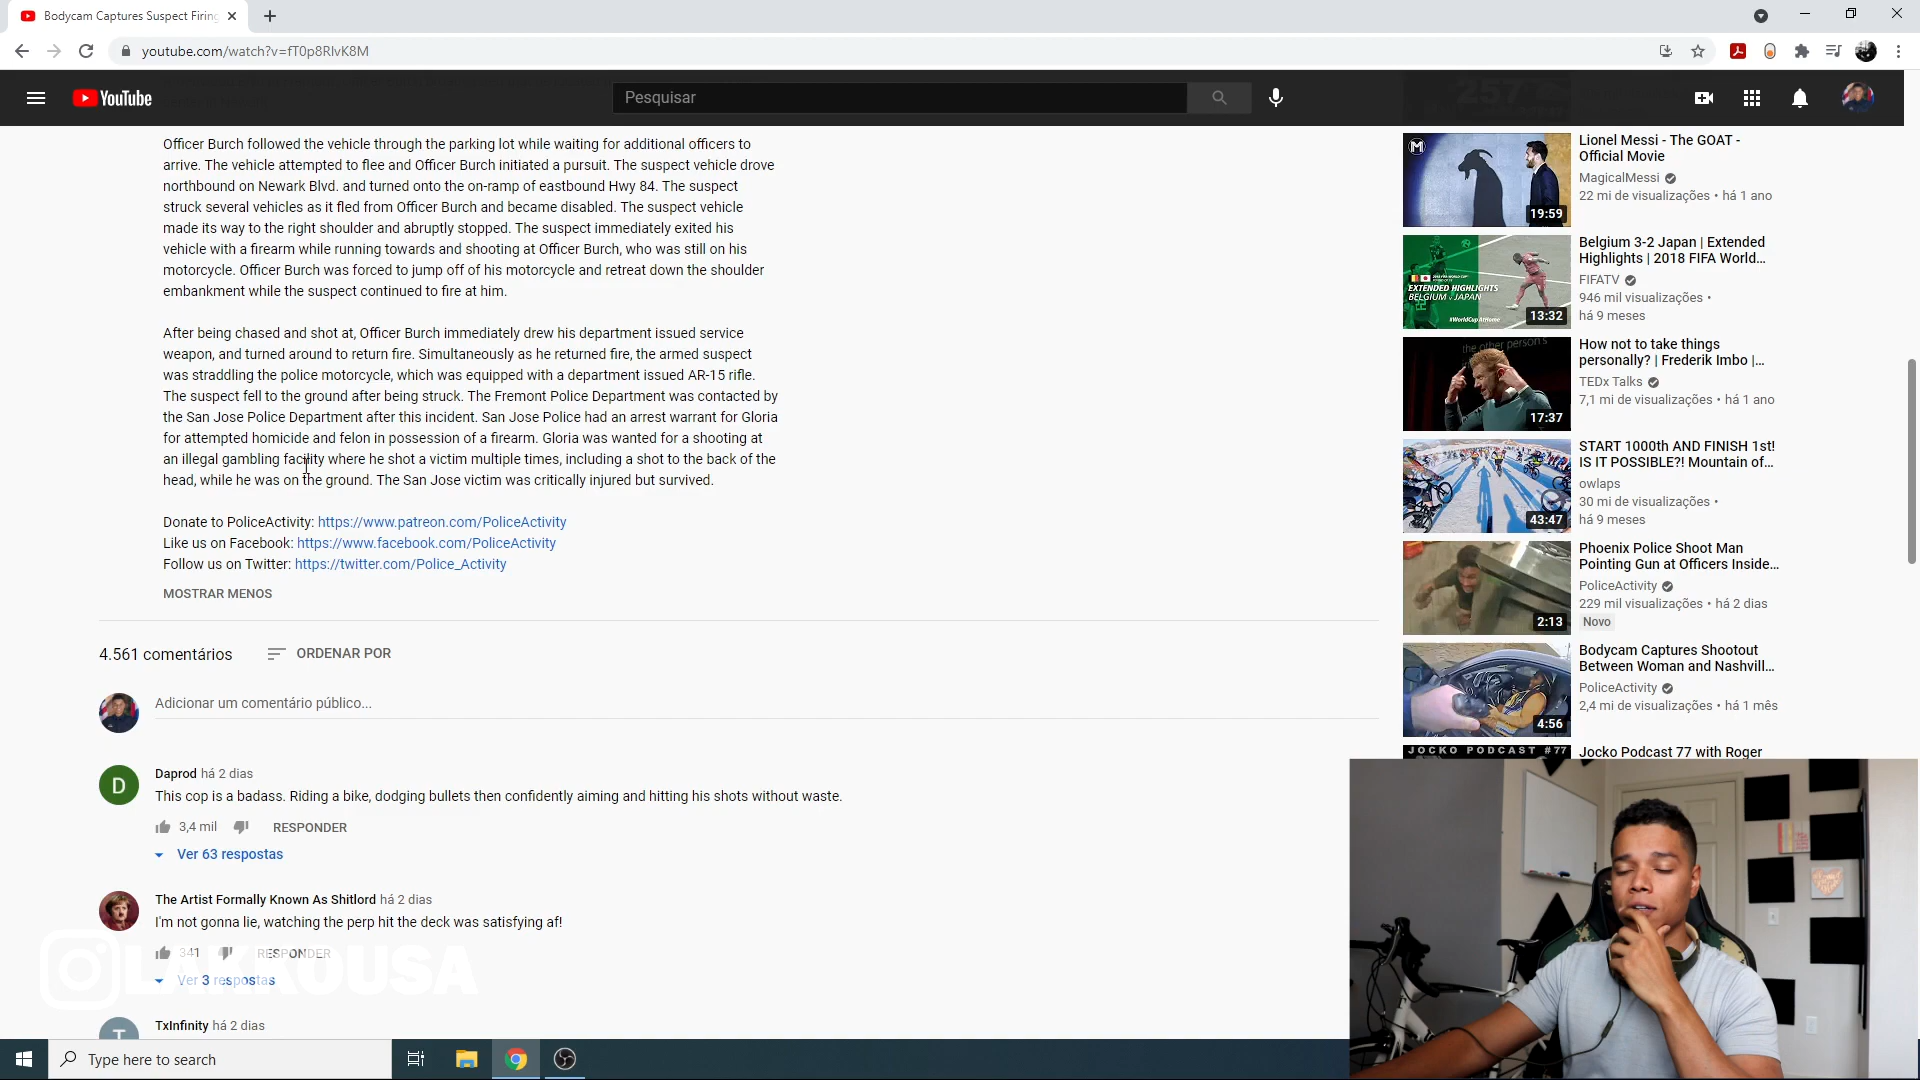 Bodycam Captures Suspect Firing
youtube.com/watch?v=fT0p8RIvK8M
YouTube
Pesquisar
Officer Burch followed the vehicle through the parking lot while waiting for additional officers to
arrive. The vehicle attempted to flee and Officer Burch initiated a pursuit. The suspect vehicle drove
northbound on Newark Blvd. and turned onto the on-ramp of eastbound Hwy 84. The suspect
struck several vehicles as it fled from Officer Burch and became disabled. The suspect vehicle
made its way to the right shoulder and abruptly stopped. The suspect immediately exited his
vehicle with a firearm while running towards and shooting at Officer Burch, who was still on his
motorcycle. Officer Burch was forced to jump off of his motorcycle and retreat down the shoulder
embankment while the suspect continued to fire at him.
After being chased and shot at, Officer Burch immediately drew his department issued service
weapon, and turned around to return fire. Simultaneously as he returned fire, the armed suspect
was straddling the police motorcycle, which was equipped with a department issued AR-15 rifle.
The suspect fell to the ground after being struck. The Fremont Police Department was contacted by
the San Jose Police Department after this incident. San Jose Police had an arrest warrant for Gloria
for attempted homicide and felon in possession of a firearm. Gloria was wanted for a shooting at
an illegal gambling facility where he shot a victim multiple times, including a shot to the back of the
head, while he was on the ground. The San Jose victim was critically injured but survived.
Donate to PoliceActivity: https://www.patreon.com/PoliceActivity
Like us on Facebook: https://www.facebook.com/PoliceActivity
Follow us on Twitter: https://twitter.com/Police_Activity
MOSTRAR MENOS
4.561 comentários
ORDENAR POR
Adicionar um comentário público...
D
Daprod há 2 dias
This cop is a badass. Riding a bike, dodging bullets then confidently aiming and hitting his shots without waste.
3,4 mil
RESPONDER
Ver 63 respostas
The Artist Formally Known As Shitlord há 2 dias
I'm not gonna lie, watching the perp hit the deck was satisfying af!
341
RESPONDER
Ver 3 respostas
LAKKOUSA
T
TxInfinity há 2 dias
Lionel Messi - The GOAT -
Official Movie
MagicalMessi
22 mi de visualizações • há 1 ano
19:59
Belgium 3-2 Japan | Extended
Highlights | 2018 FIFA World...
FIFATV
946 mil visualizações •
há 9 meses
EXTENDED HIGHLIGHTS
BELGIUM v JAPAN
#WorldCupAtHome
13:32
How not to take things
personally? | Frederik Imbo |...
TEDx Talks
7,1 mi de visualizações • há 1 ano
the other person's
17:37
START 1000th AND FINISH 1st!
IS IT POSSIBLE?! Mountain of...
owlaps
30 mi de visualizações •
há 9 meses
43:47
Phoenix Police Shoot Man
Pointing Gun at Officers Inside...
PoliceActivity
229 mil visualizações • há 2 dias
Novo
2:13
Bodycam Captures Shootout
Between Woman and Nashvill...
PoliceActivity
2,4 mi de visualizações • há 1 mês
4:56
JOCKO PODCAST #77
Jocko Podcast 77 with Roger
Type here to search